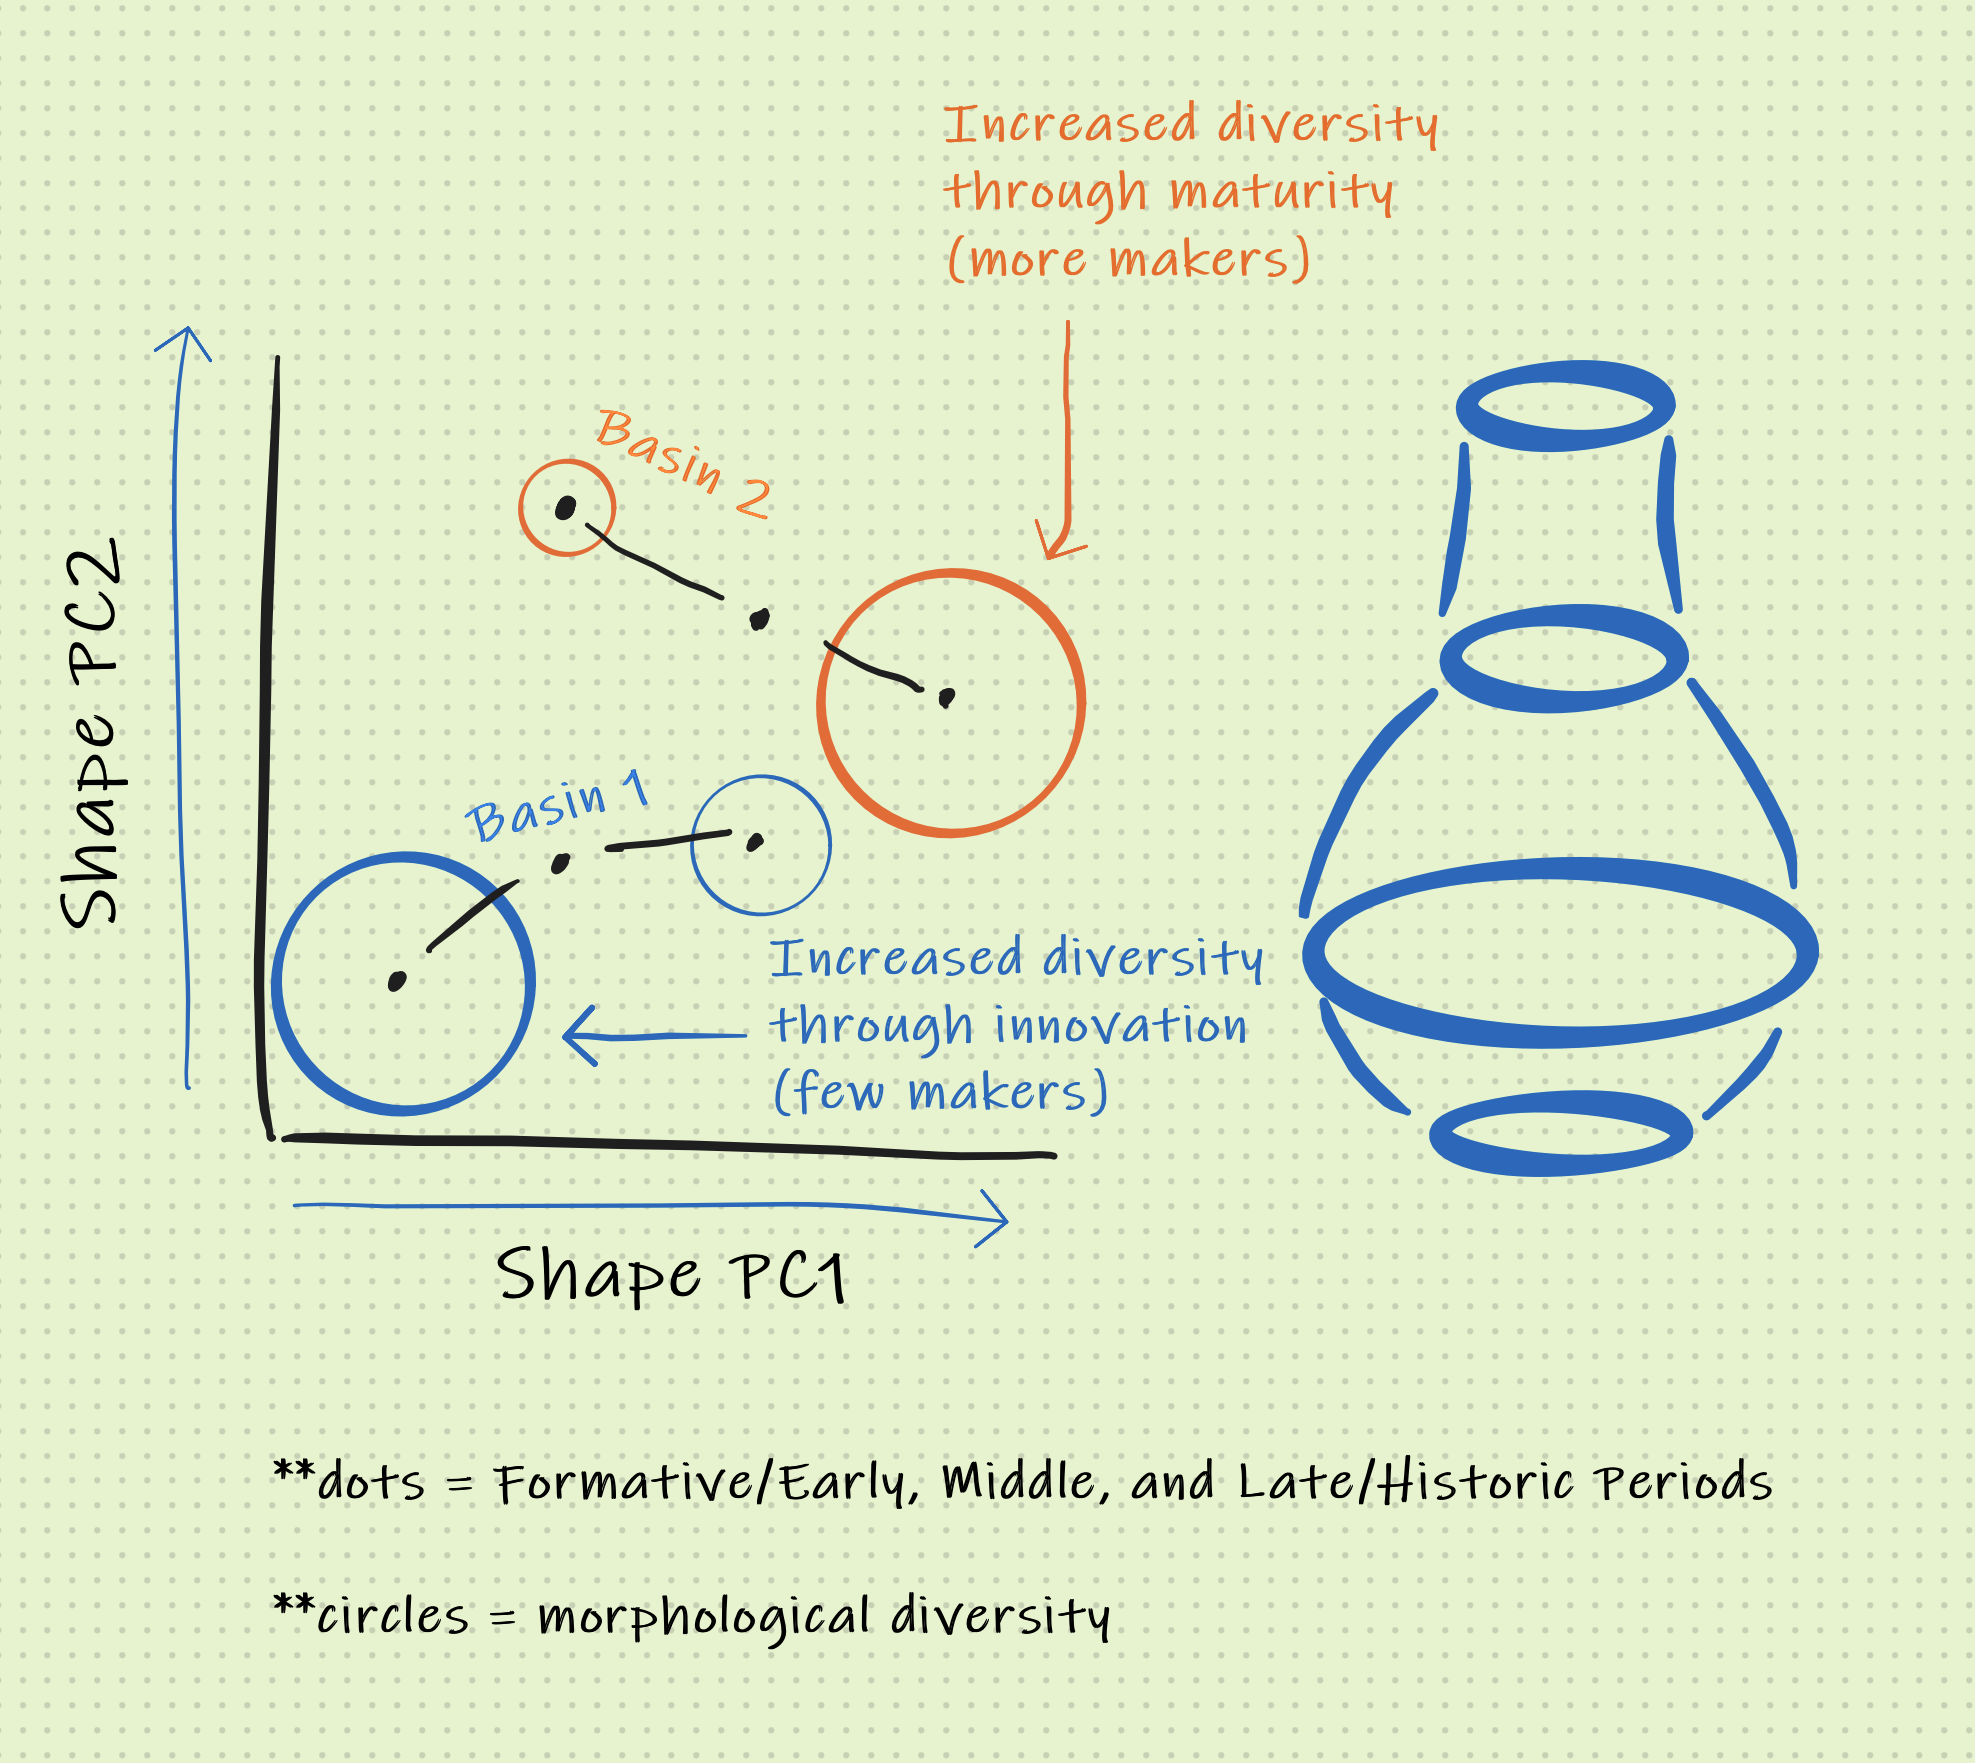 Increased diversity
through maturity
(more makers)
Basin 2
Shape PC2
Basin 1
Increased diversity
through innovation
(few makers)
Shape PC1
**dots = Formative/Early, Middle, and Late/Historic Periods
**circles = morphological diversity